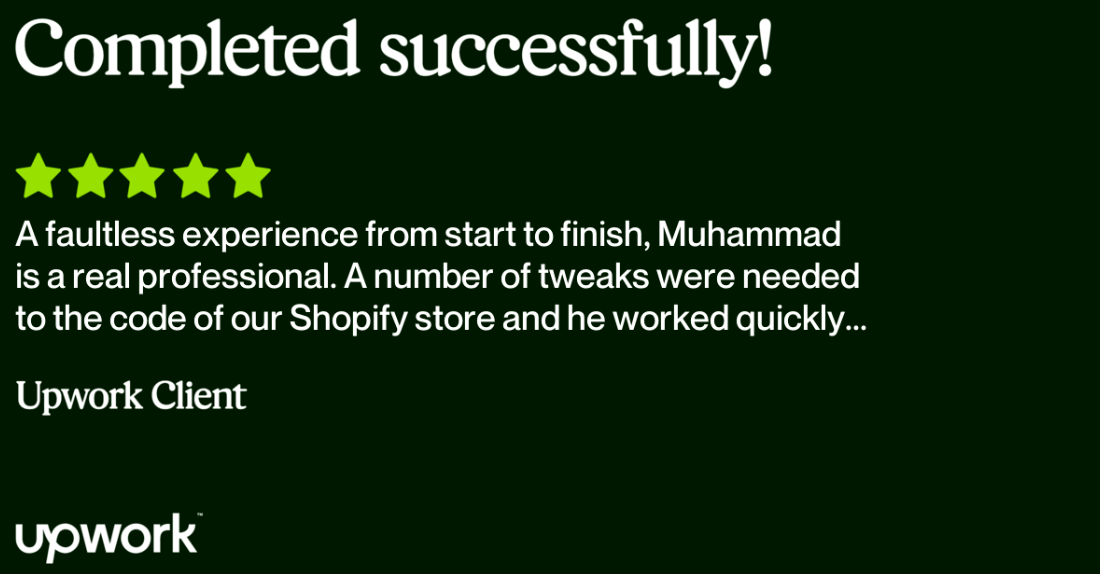 Completed successfully!
A faultless experience from start to finish, Muhammad
is a real professional. A number of tweaks were needed
to the code of our Shopify store and he worked quickly...
Upwork Client
upwork™